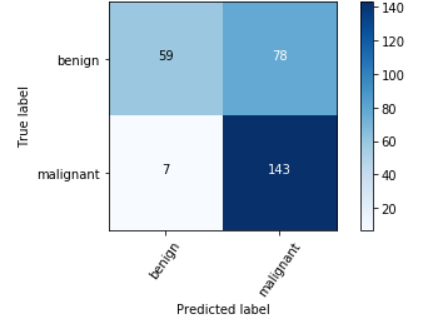 True label
benign 59 78
malignant 7 143
benign malignant
Predicted label
140
120
100
80
60
40
20